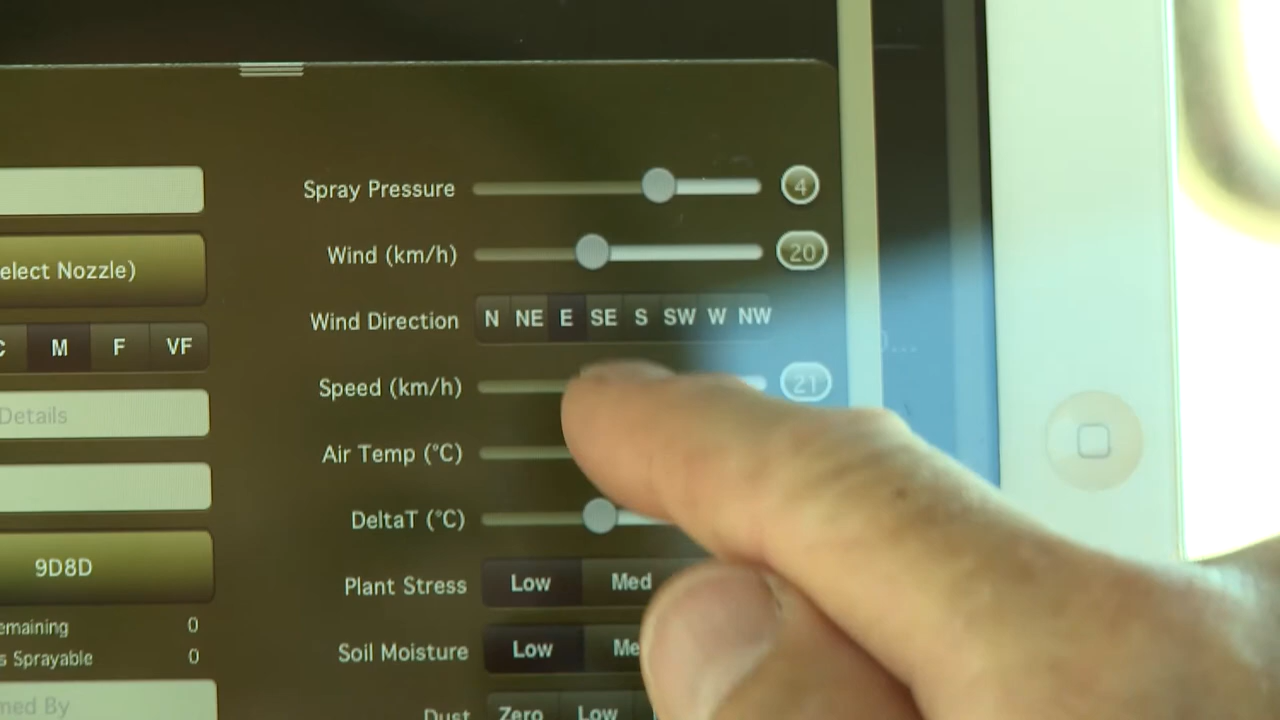 Spray Pressure 4
elect Nozzle)
Wind (km/h) 20
Wind Direction N NE E SE S SW W NW
C M F VF
Speed (km/h) 21
Details
Air Temp (°C)
DeltaT (°C)
9D8D
Plant Stress Low Med
emaining 0
Soil Moisture Low Me
s Sprayable 0
med By
Dust Zero Low